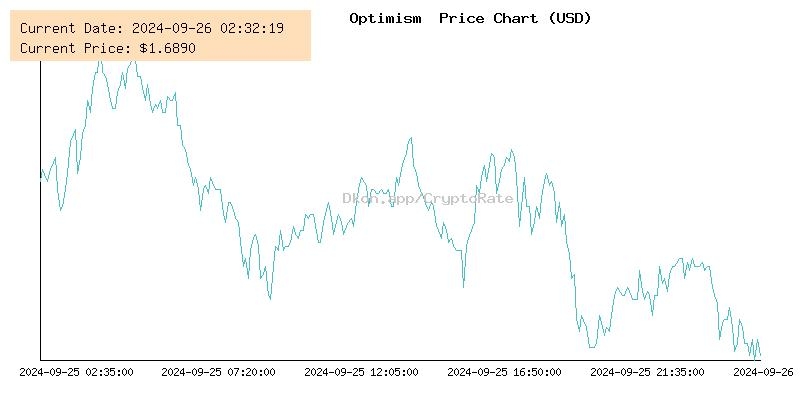 Optimism  Price Chart (USD)
Current Date: 2024-09-26 02:32:19
Current Price: $1.6890
Dkon.app/CryptoRate
2024-09-25 02:35:00 2024-09-25 07:20:00 2024-09-25 12:05:00 2024-09-25 16:50:00 2024-09-25 21:35:00 2024-09-26